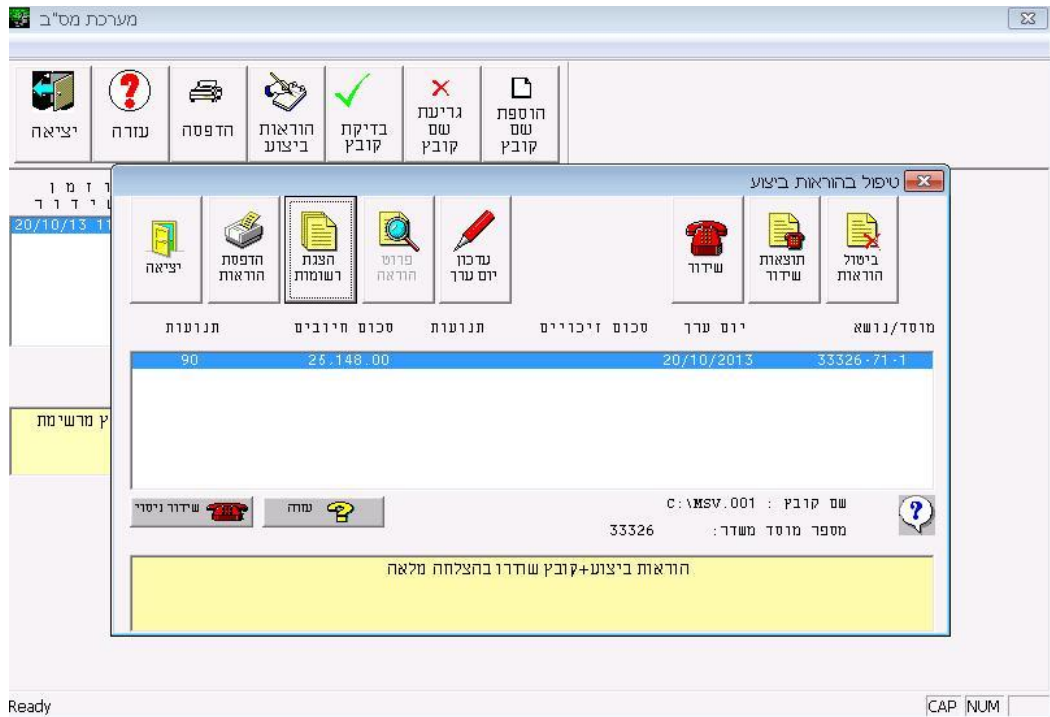 מערכת מס"ב
הוספת שם קובץ
גריעת שם קובץ
בדיקת קובץ
הוראות ביצוע
הדפסה
עזרה
יציאה
ו ז מ ן
י ד ו ר
20/10/13 11
ץ מרשימת
טיפול בהוראות ביצוע
ביטול הוראות
תוצאות שידור
שידור
עדכון יום ערך
פרוט הוראה
הצגת רשומות
הדפסת הוראות
יציאה
מוסד/נושא יום ערך סכום זיכויים תנועות סכום חיובים תנועות
33326-71-1 20/10/2013 25,148.00 90
שם קובץ : C:\MSV.001
מספר מוסד משדר: 33326
עזרה
שידור ניסוי
הוראות ביצוע+קובץ שודרו בהצלחה מלאה
Ready
CAP NUM